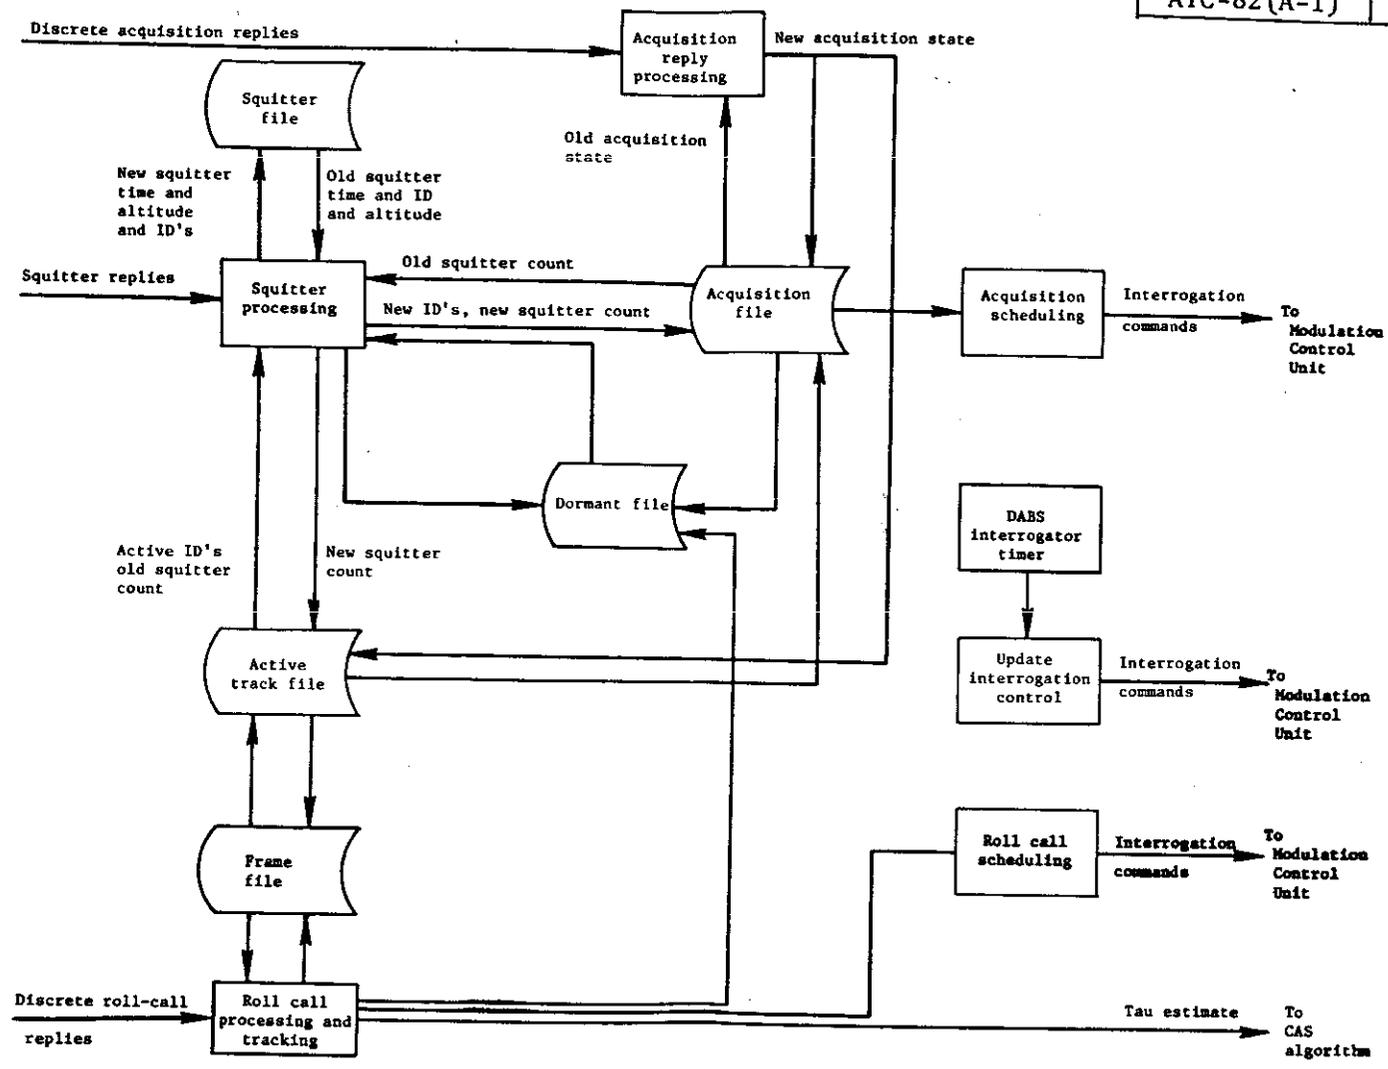 ATC-82(A-1)
Discrete acquisition replies
Acquisition
reply
processing
New acquisition state
Squitter
file
Old acquisition
state
New squitter
time and
altitude
and ID's
Old squitter
time and ID
and altitude
Squitter replies
Squitter
processing
Old squitter count
New ID's, new squitter count
Acquisition
file
Acquisition
scheduling
Interrogation
commands
To
Modulation
Control
Unit
Dormant file
DABS
interrogator
timer
Active ID's
old squitter
count
New squitter
count
Active
track file
Update
interrogation
control
Interrogation
commands
To
Modulation
Control
Unit
Frame
file
Roll call
scheduling
Interrogation
commands
To
Modulation
Control
Unit
Discrete roll-call
replies
Roll call
processing and
tracking
Tau estimate
To
CAS
algorithm